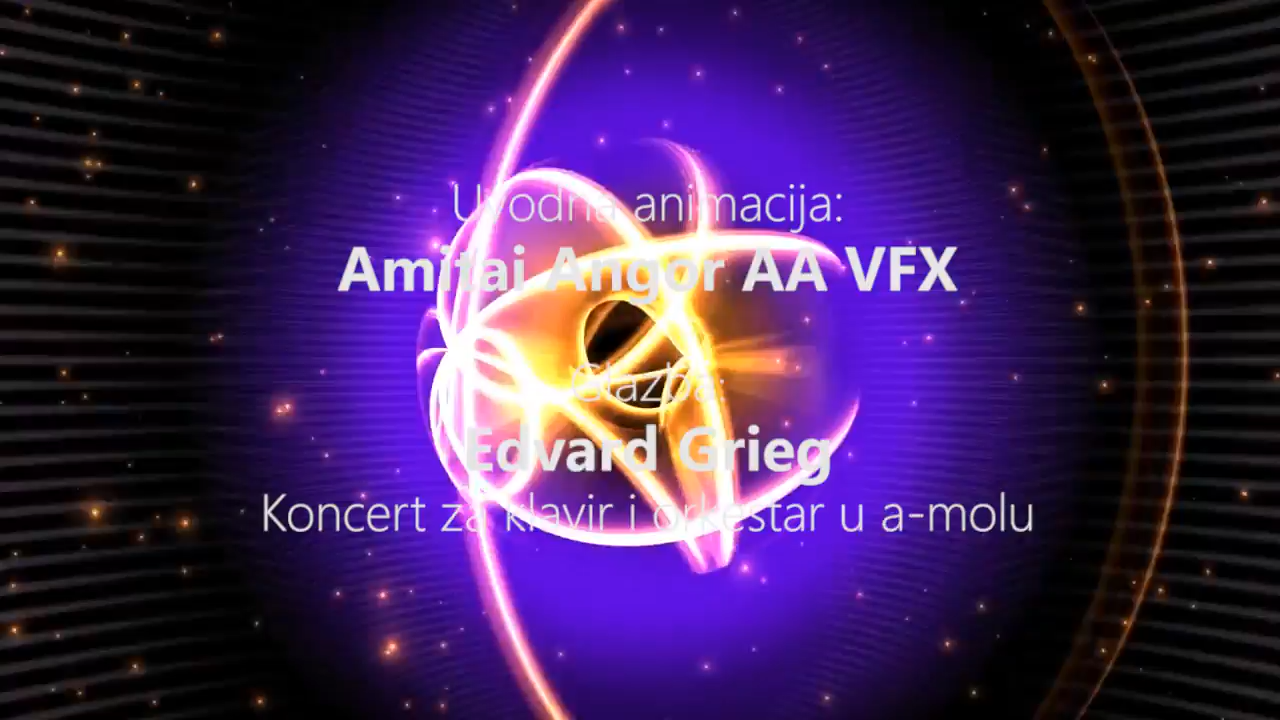 Uvodna animacija:
Amitai Angor AA VFX
Glazba:
Edvard Grieg
Koncert za klavir i orkestar u a-molu